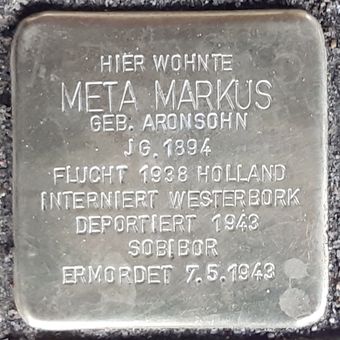 HIER WOHNTE
META MARKUS
GEB. ARONSOHN
JG. 1894
FLUCHT 1938 HOLLAND
INTERNIERT WESTERBORK
DEPORTIERT 1943
SOBIBOR
ERMORDET 7.5.1943